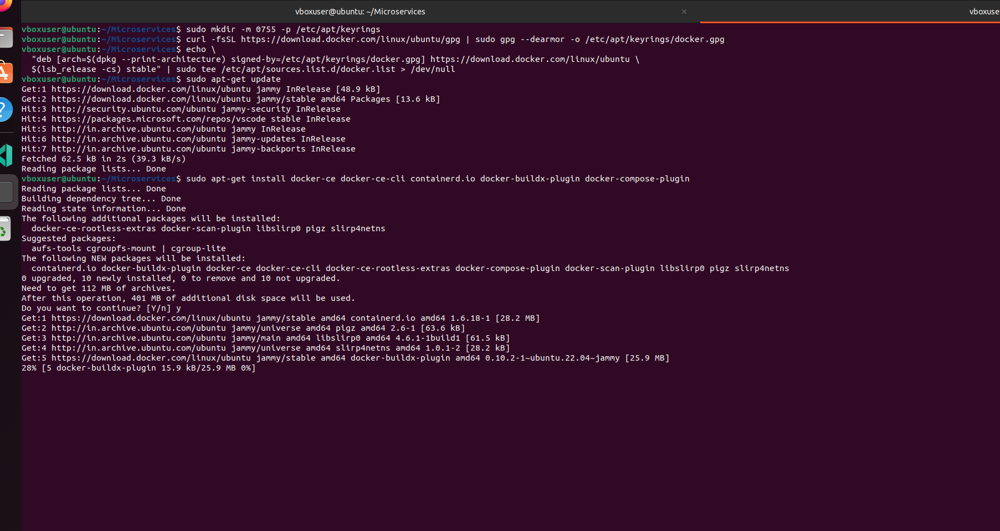 vboxuser@ubuntu: ~/Microservices × vboxuse
vboxuser@ubuntu:~/Microservices$ sudo mkdir -m 0755 -p /etc/apt/keyrings
vboxuser@ubuntu:~/Microservices$ curl -fsSL https://download.docker.com/linux/ubuntu/gpg | sudo gpg --dearmor -o /etc/apt/keyrings/docker.gpg
vboxuser@ubuntu:~/Microservices$ echo \
  "deb [arch=$(dpkg --print-architecture) signed-by=/etc/apt/keyrings/docker.gpg] https://download.docker.com/linux/ubuntu \
  $(lsb_release -cs) stable" | sudo tee /etc/apt/sources.list.d/docker.list > /dev/null
vboxuser@ubuntu:~/Microservices$ sudo apt-get update
Get:1 https://download.docker.com/linux/ubuntu jammy InRelease [48.9 kB]
Get:2 https://download.docker.com/linux/ubuntu jammy/stable amd64 Packages [13.6 kB]
Hit:3 http://security.ubuntu.com/ubuntu jammy-security InRelease
Hit:4 https://packages.microsoft.com/repos/vscode stable InRelease
Hit:5 http://in.archive.ubuntu.com/ubuntu jammy InRelease
Hit:6 http://in.archive.ubuntu.com/ubuntu jammy-updates InRelease
Hit:7 http://in.archive.ubuntu.com/ubuntu jammy-backports InRelease
Fetched 62.5 kB in 2s (39.3 kB/s)
Reading package lists... Done
vboxuser@ubuntu:~/Microservices$ sudo apt-get install docker-ce docker-ce-cli containerd.io docker-buildx-plugin docker-compose-plugin
Reading package lists... Done
Building dependency tree... Done
Reading state information... Done
The following additional packages will be installed:
  docker-ce-rootless-extras docker-scan-plugin libslirp0 pigz slirp4netns
Suggested packages:
  aufs-tools cgroupfs-mount | cgroup-lite
The following NEW packages will be installed:
  containerd.io docker-buildx-plugin docker-ce docker-ce-cli docker-ce-rootless-extras docker-compose-plugin docker-scan-plugin libslirp0 pigz slirp4netns
0 upgraded, 10 newly installed, 0 to remove and 10 not upgraded.
Need to get 112 MB of archives.
After this operation, 401 MB of additional disk space will be used.
Do you want to continue? [Y/n] y
Get:1 https://download.docker.com/linux/ubuntu jammy/stable amd64 containerd.io amd64 1.6.18-1 [28.2 MB]
Get:2 http://in.archive.ubuntu.com/ubuntu jammy/universe amd64 pigz amd64 2.6-1 [63.6 kB]
Get:3 http://in.archive.ubuntu.com/ubuntu jammy/main amd64 libslirp0 amd64 4.6.1-1build1 [61.5 kB]
Get:4 http://in.archive.ubuntu.com/ubuntu jammy/universe amd64 slirp4netns amd64 1.0.1-2 [28.2 kB]
Get:5 https://download.docker.com/linux/ubuntu jammy/stable amd64 docker-buildx-plugin amd64 0.10.2-1~ubuntu.22.04~jammy [25.9 MB]
28% [5 docker-buildx-plugin 15.9 kB/25.9 MB 0%]